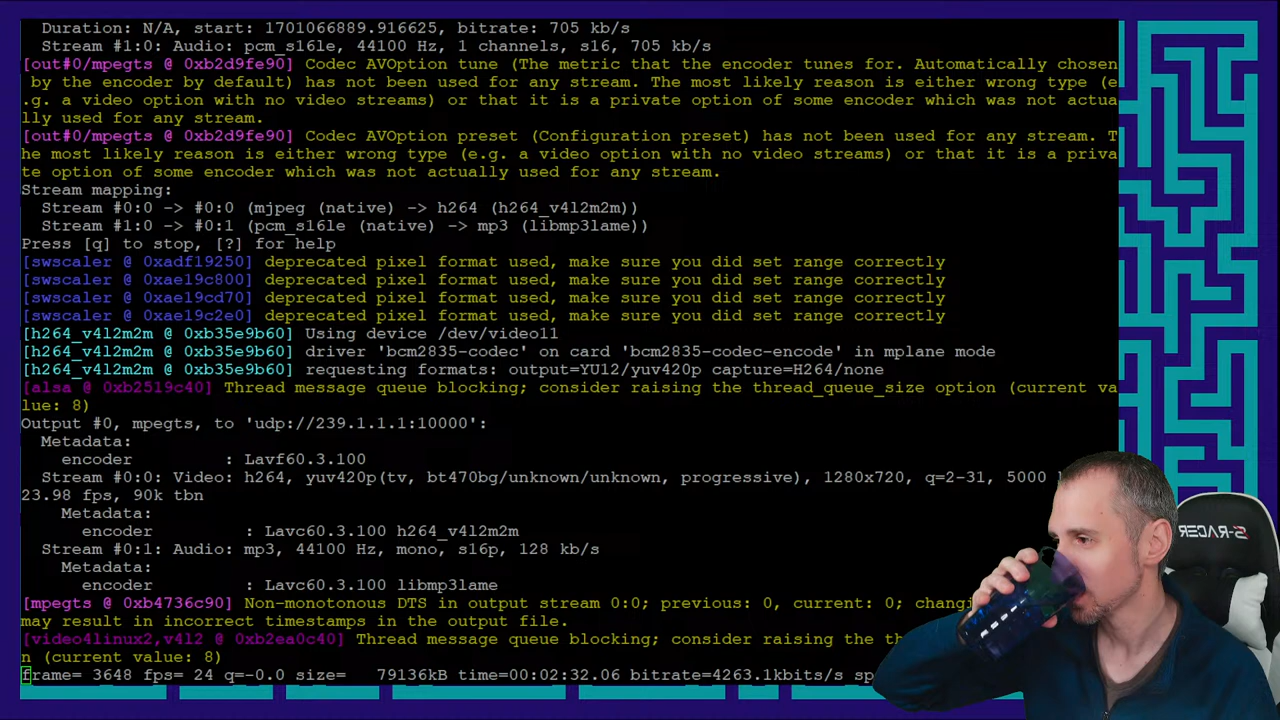 Duration: N/A, start: 1701066889.916625, bitrate: 705 kb/s
Stream #1:0: Audio: pcm_s16le, 44100 Hz, 1 channels, s16, 705 kb/s
[out#0/mpegts @ 0xb2d9fe90] Codec AVOption tune (The metric that the encoder tunes for. Automatically chosen
by the encoder by default) has not been used for any stream. The most likely reason is either wrong type (e
.g. a video option with no video streams) or that it is a private option of some encoder which was not actua
lly used for any stream.
[out#0/mpegts @ 0xb2d9fe90] Codec AVOption preset (Configuration preset) has not been used for any stream. T
he most likely reason is either wrong type (e.g. a video option with no video streams) or that it is a priva
te option of some encoder which was not actually used for any stream.
Stream mapping:
Stream #0:0 -> #0:0 (mjpeg (native) -> h264 (h264_v4l2m2m))
Stream #1:0 -> #0:1 (pcm_s16le (native) -> mp3 (libmp3lame))
Press [q] to stop, [?] for help
[swscaler @ 0xadf19250] deprecated pixel format used, make sure you did set range correctly
[swscaler @ 0xae19c800] deprecated pixel format used, make sure you did set range correctly
[swscaler @ 0xae19cd70] deprecated pixel format used, make sure you did set range correctly
[swscaler @ 0xae19c2e0] deprecated pixel format used, make sure you did set range correctly
[h264_v4l2m2m @ 0xb35e9b60] Using device /dev/video11
[h264_v4l2m2m @ 0xb35e9b60] driver 'bcm2835-codec' on card 'bcm2835-codec-encode' in mplane mode
[h264_v4l2m2m @ 0xb35e9b60] requesting formats: output=YU12/yuv420p capture=H264/none
[alsa @ 0xb2519c40] Thread message queue blocking; consider raising the thread_queue_size option (current va
lue: 8)
Output #0, mpegts, to 'udp://239.1.1.1:10000':
Metadata:
encoder : Lavf60.3.100
Stream #0:0: Video: h264, yuv420p(tv, bt470bg/unknown/unknown, progressive), 1280x720, q=2-31, 5000
23.98 fps, 90k tbn
Metadata:
encoder : Lavc60.3.100 h264_v4l2m2m
Stream #0:1: Audio: mp3, 44100 Hz, mono, s16p, 128 kb/s
Metadata:
encoder : Lavc60.3.100 libmp3lame
[mpegts @ 0xb4736c90] Non-monotonous DTS in output stream 0:0; previous: 0, current: 0; changi
may result in incorrect timestamps in the output file.
[video4linux2,v4l2 @ 0xb2ea0c40] Thread message queue blocking; consider raising the th
n (current value: 8)
frame= 3648 fps= 24 q=-0.0 size= 79136kB time=00:02:32.06 bitrate=4263.1kbits/s sp
S-RACER